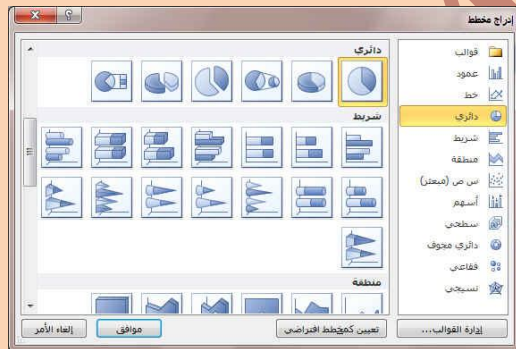 إدراج مخطط
قوالب
عمود
خط
دائري
شريط
منطقة
س ص (مبعثر)
أسهم
سطحي
دائري مجوف
فقاعي
نسيجي
دائري
شريط
منطقة
إدارة القوالب...
تعيين كمخطط افتراضي
موافق
إلغاء الأمر